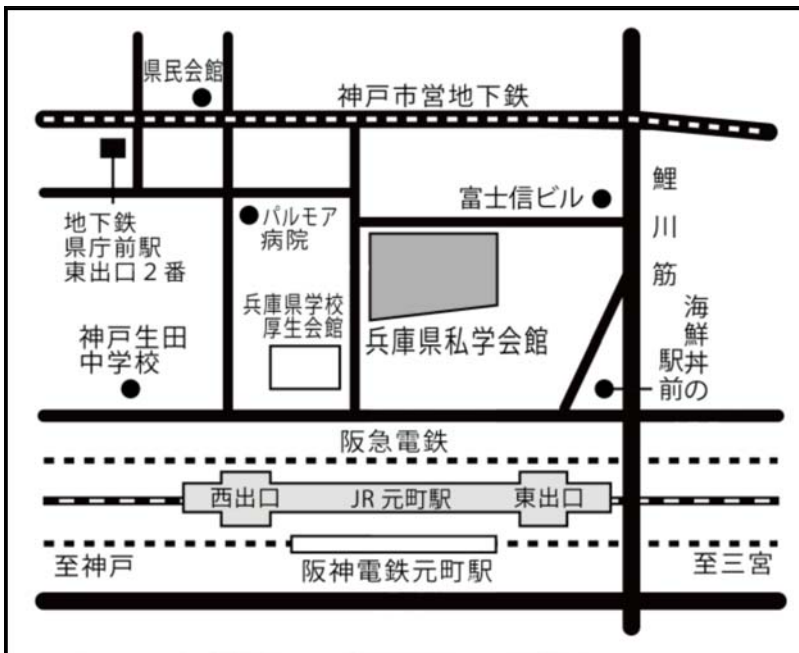 県民会館
神戸市営地下鉄
富士信ビル
鯉川筋
地下鉄
県庁前駅
東出口2番
パルモア
病院
兵庫県学校
厚生会館
兵庫県私学会館
海鮮丼の
駅前
神戸生田
中学校
阪急電鉄
西出口
JR元町駅
東出口
至神戸
阪神電鉄元町駅
至三宮